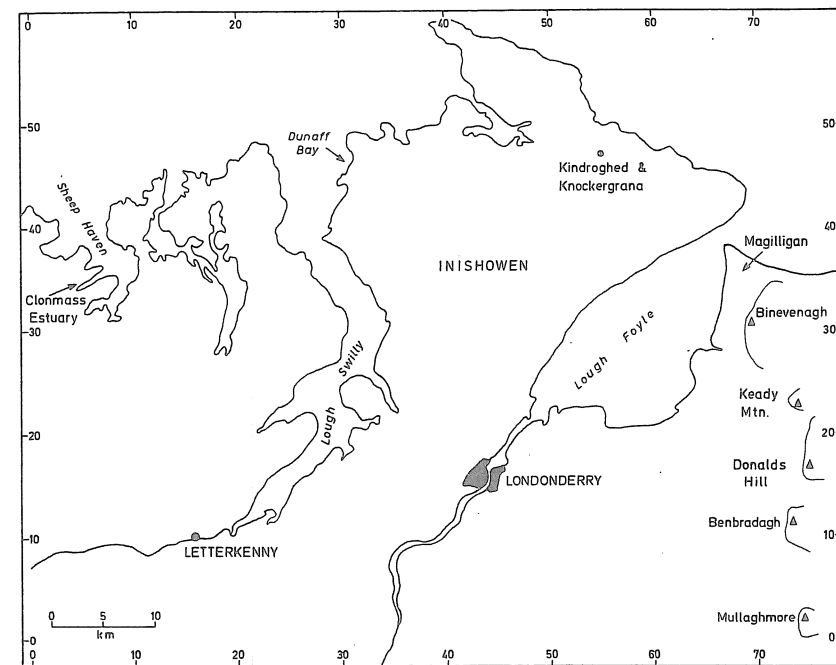 0 10 20 30 40 50 60 70
50
50
Dunaff
Bay
Kindroghed &
Knockergrana
Sheep Haven
40
40
Magilligan
INISHOWEN
Clonmass
Estuary
Binevenagh
30
30
Lough Foyle
Lough Swilly
Keady
Mtn.
20
20
Donalds
Hill
LONDONDERRY
Benbradagh
10
10
LETTERKENNY
0 5 10
km
Mullaghmore
0
0
10 20 30 40 50 60 70